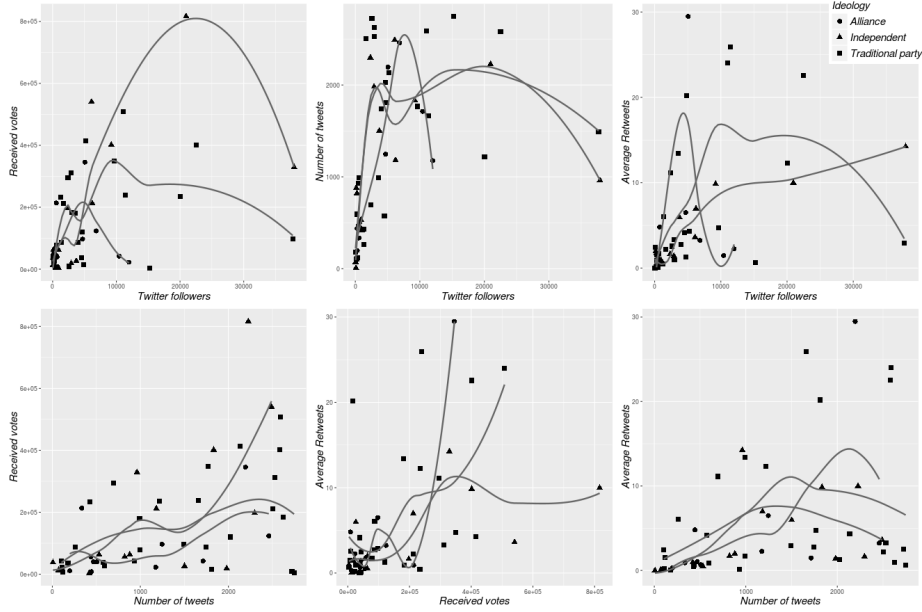 Ideology
Alliance
Independent
Traditional party
8e+05
6e+05
4e+05
2e+05
0e+00
Received votes
0
10000
20000
30000
Twitter followers
2000
1000
0
Number of tweets
0
10000
20000
30000
Twitter followers
30
20
10
0
Average Retweets
0
10000
20000
30000
Twitter followers
8e+05
6e+05
4e+05
2e+05
0e+00
Received votes
0
1000
2000
Number of tweets
30
20
10
0
Average Retweets
0e+00
2e+05
4e+05
6e+05
8e+05
Received votes
30
20
10
0
Average Retweets
0
500
1000
1500
2000
2500
Number of tweets